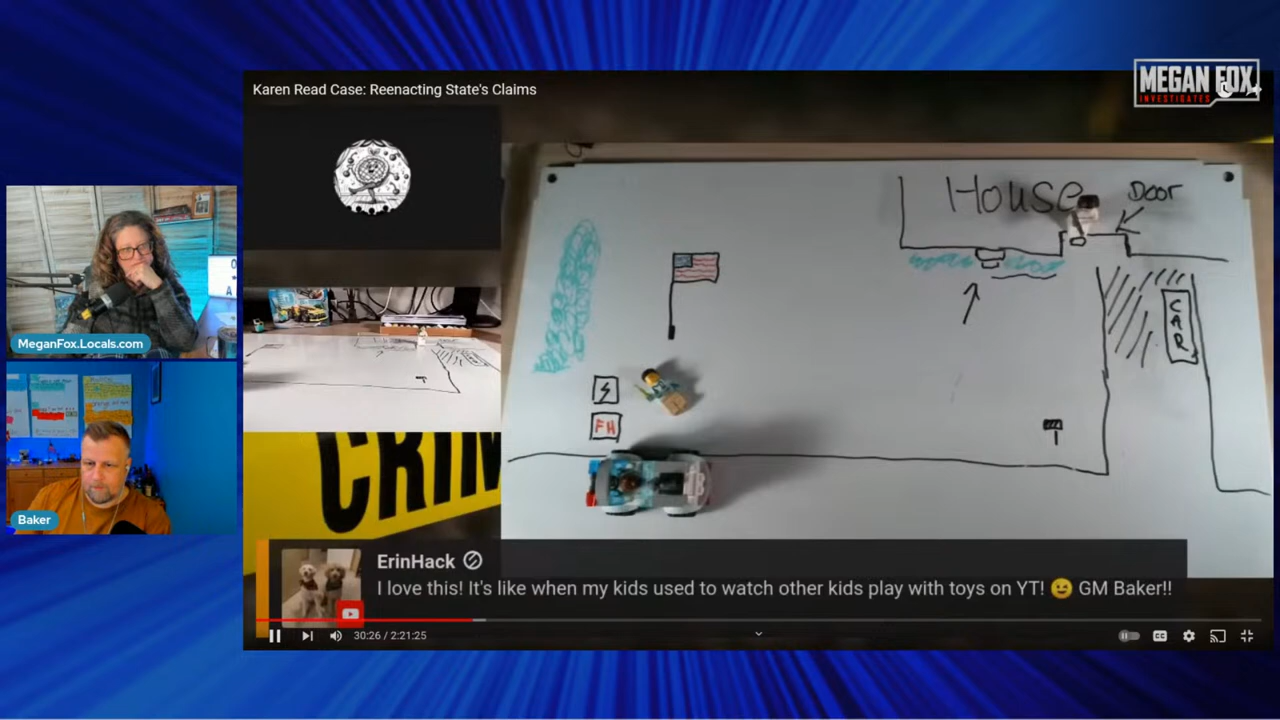 Karen Read Case: Reenacting State's Claims
MEGAN FOX
INVESTIGATES
House
Door
CAR
FH
MeganFox.Locals.com
CRIM
Baker
ErinHack
I love this! It's like when my kids used to watch other kids play with toys on YT! 😉 GM Baker!!
30:26 / 2:21:25
CC